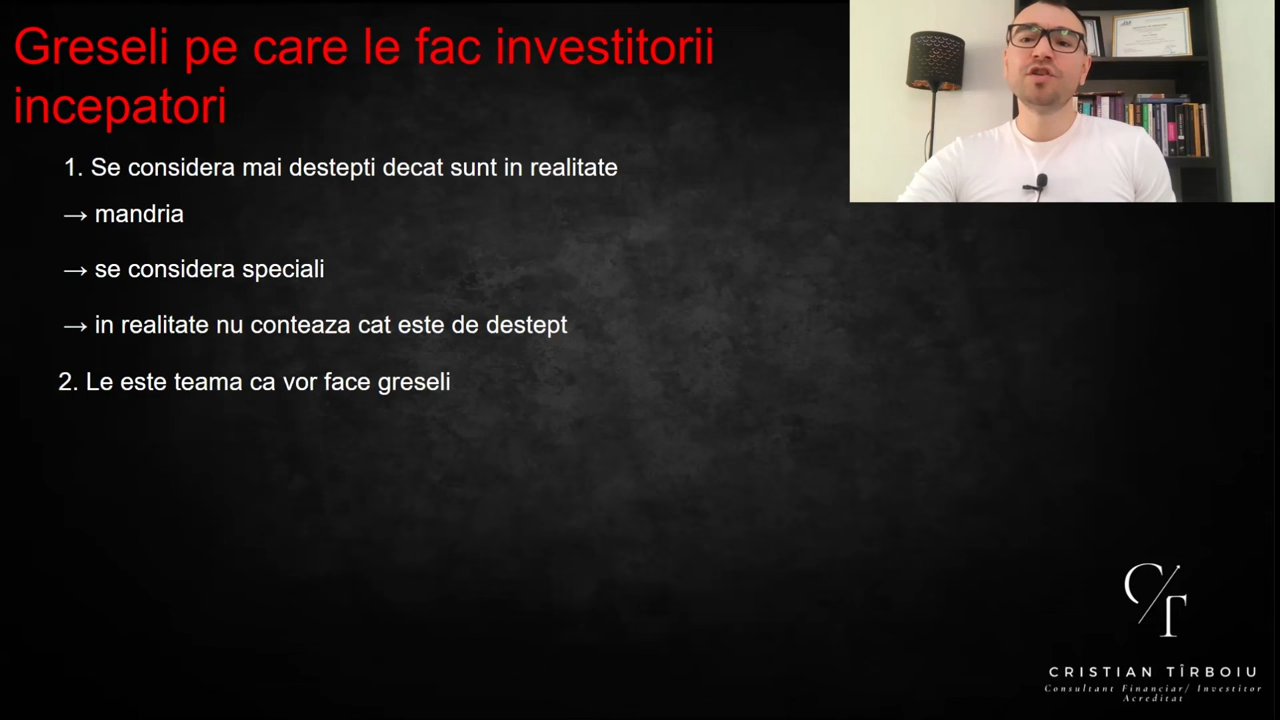 Greseli pe care le fac investitorii
incepatori
1. Se considera mai destepti decat sunt in realitate
→ mandria
→ se considera speciali
→ in realitate nu conteaza cat este de destept
2. Le este teama ca vor face greseli
CT
CRISTIAN TÎRBOIU
Consultant Financiar/ Investitor
Acreditat